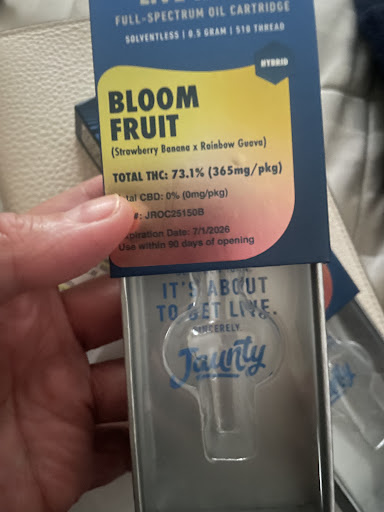 FULL-SPECTRUM OIL CARTRIDGE
SOLVENTLESS | 0.5 GRAM | 510 THREAD
HYBRID
BLOOM
FRUIT
(Strawberry Banana x Rainbow Guava)
TOTAL THC: 73.1% (365mg/pkg)
tal CBD: 0% (0mg/pkg)
#: JROC25150B
piration Date: 7/1/2026
Use within 90 days of opening
IT'S ABOUT
TO GET LIVE.
SINCERELY,
Jaunty